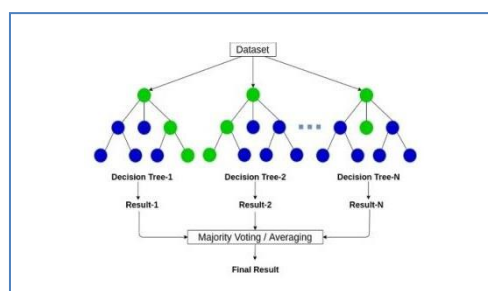 Dataset
Decision Tree-1 Decision Tree-2 Decision Tree-N
Result-1 Result-2 Result-N
Majority Voting / Averaging
Final Result